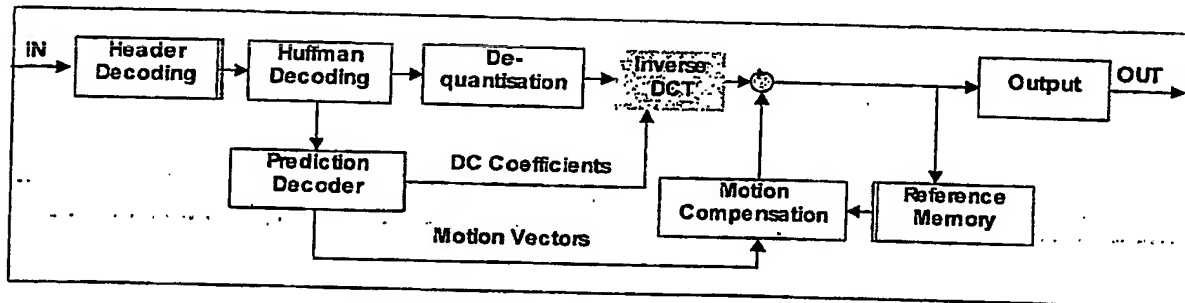 IN
Header
Decoding
Huffman
Decoding
De-
quantisation
Inverse
DCT
Output
OUT
Prediction
Decoder
DC Coefficients
Motion
Compensation
Reference
Memory
Motion Vectors